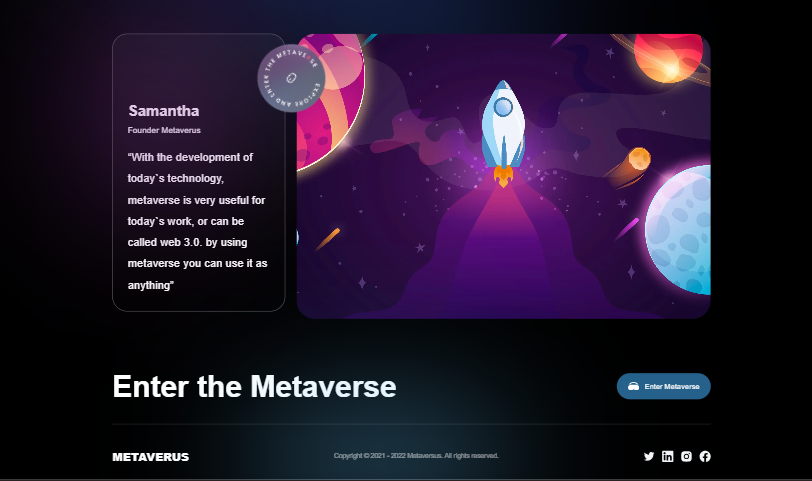 EXPLORE AND ENTER THE METAVERSE
Samantha
Founder Metaverus
“With the development of
today`s technology,
metaverse is very useful for
today`s work, or can be
called web 3.0. by using
metaverse you can use it as
anything”
Enter the Metaverse
Enter Metaverse
METAVERUS
Copyright © 2021 - 2022 Metaversus. All rights reserved.